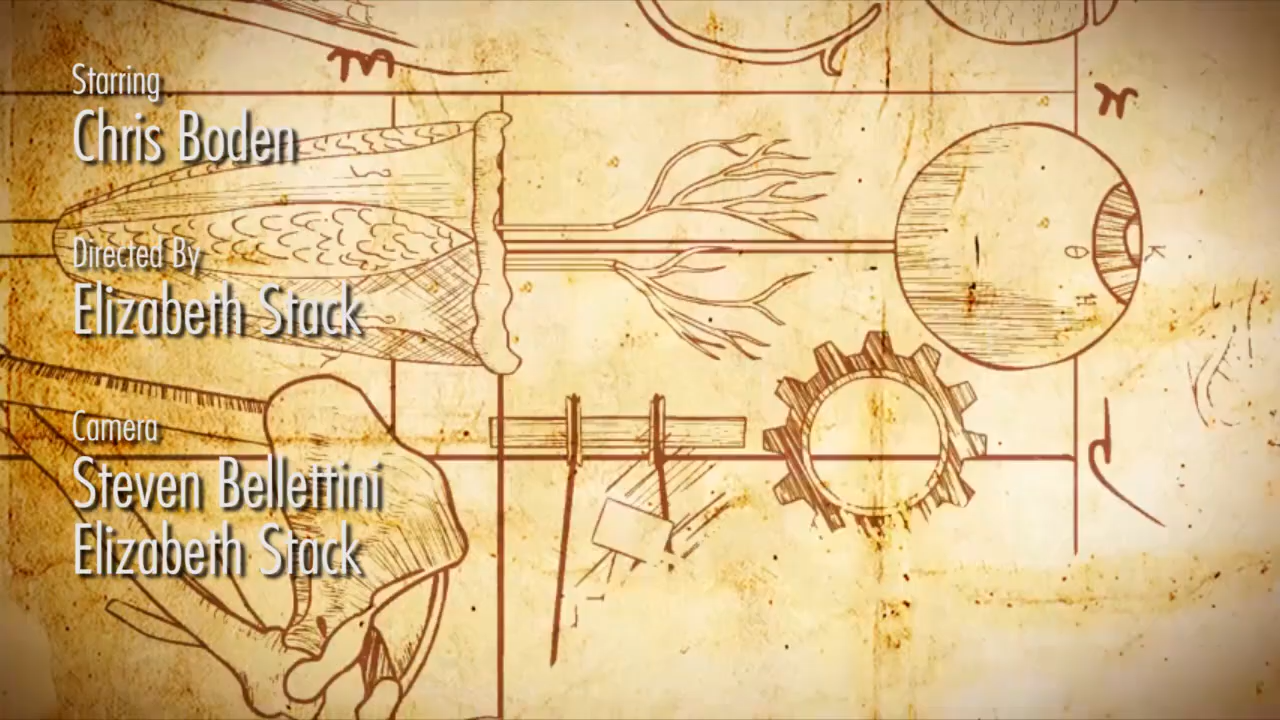 Starring
Chris Boden
Directed By
Elizabeth Stack
Camera
Steven Bellettini
Elizabeth Stack